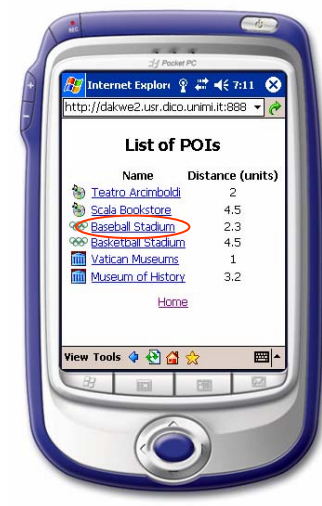 REC
Pocket PC
Internet Explore 7:11
http://dakwe2.usr.dico.unimi.it:888
List of POIs
Name Distance (units)
Teatro Arcimboldi 2
Scala Bookstore 4.5
Baseball Stadium 2.3
Basketball Stadium 4.5
Vatican Museums 1
Museum of History 3.2
Home
View Tools